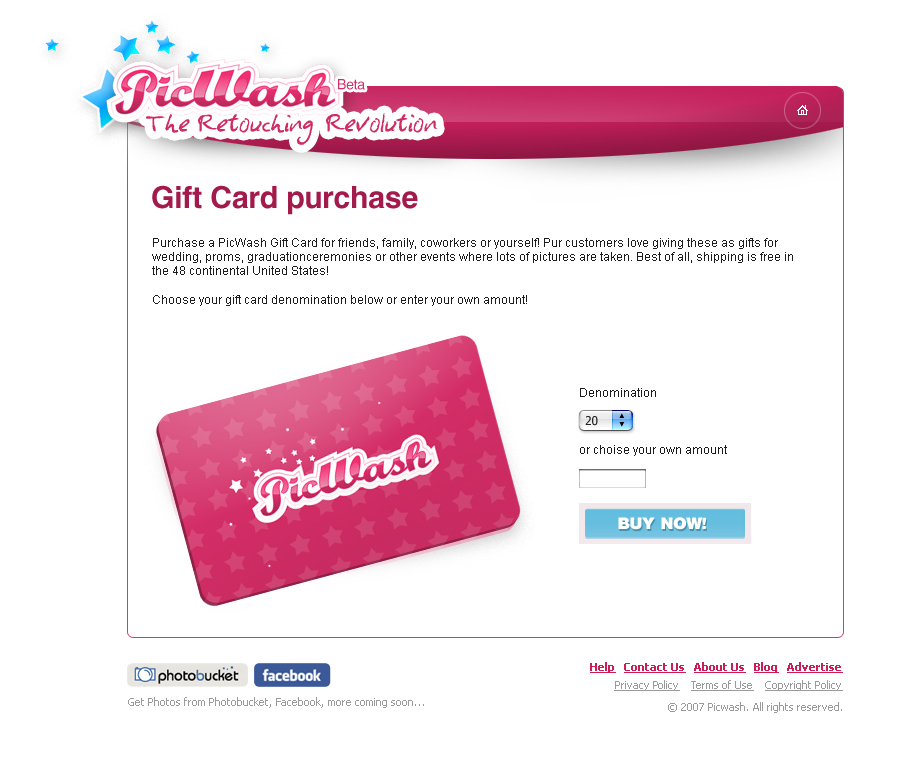 PicWash Beta
The Retouching Revolution
Gift Card purchase
Purchase a PicWash Gift Card for friends, family, coworkers or yourself! Pur customers love giving these as gifts for
wedding, proms, graduationceremonies or other events where lots of pictures are taken. Best of all, shipping is free in
the 48 continental United States!
Choose your gift card denomination below or enter your own amount!
PicWash
Denomination
20
or choise your own amount
BUY NOW!
photobucket facebook
Get Photos from Photobucket, Facebook, more coming soon...
Help Contact Us About Us Blog Advertise
Privacy Policy Terms of Use Copyright Policy
© 2007 Picwash. All rights reserved.